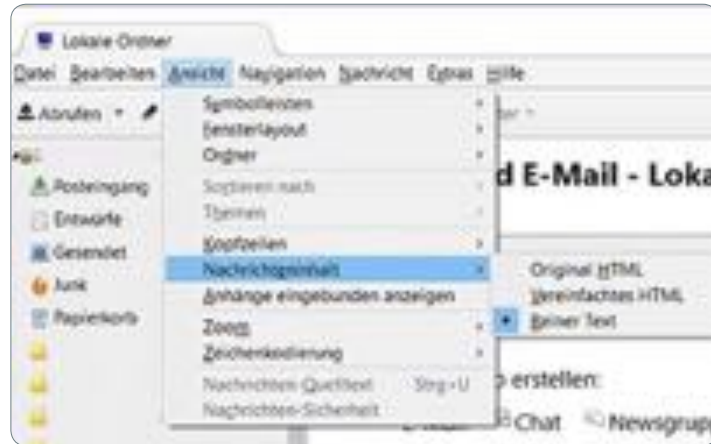 Lokale Ordner
Datei Bearbeiten Ansicht Navigation Nachricht Extras Hilfe
Abrufen
Symbolleisten
Fensterlayout
Ordner
Sortieren nach
Themen
Kopfzeilen
Nachrichteninhalt
Anhänge eingebunden anzeigen
Zoom
Zeichenkodierung
Nachrichten-Quelltext Strg+U
Nachrichten-Sicherheit
Posteingang
Entwürfe
Gesendet
Junk
Papierkorb
d E-Mail - Loka
Original HTML
Vereinfachtes HTML
Reiner Text
erstellen:
Chat Newsgrupp